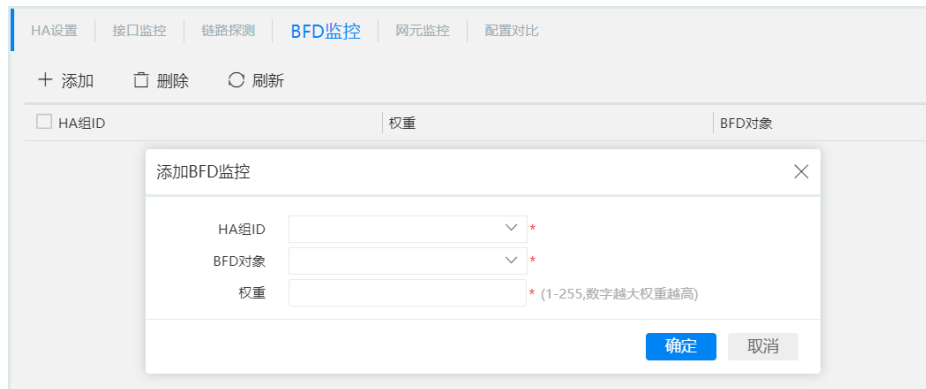 HA设置 接口监控 链路探测 BFD监控 网元监控 配置对比
添加 删除 刷新
HA组ID 权重 BFD对象
添加BFD监控
HA组ID *
BFD对象 *
权重 * (1-255,数字越大权重越高)
确定 取消